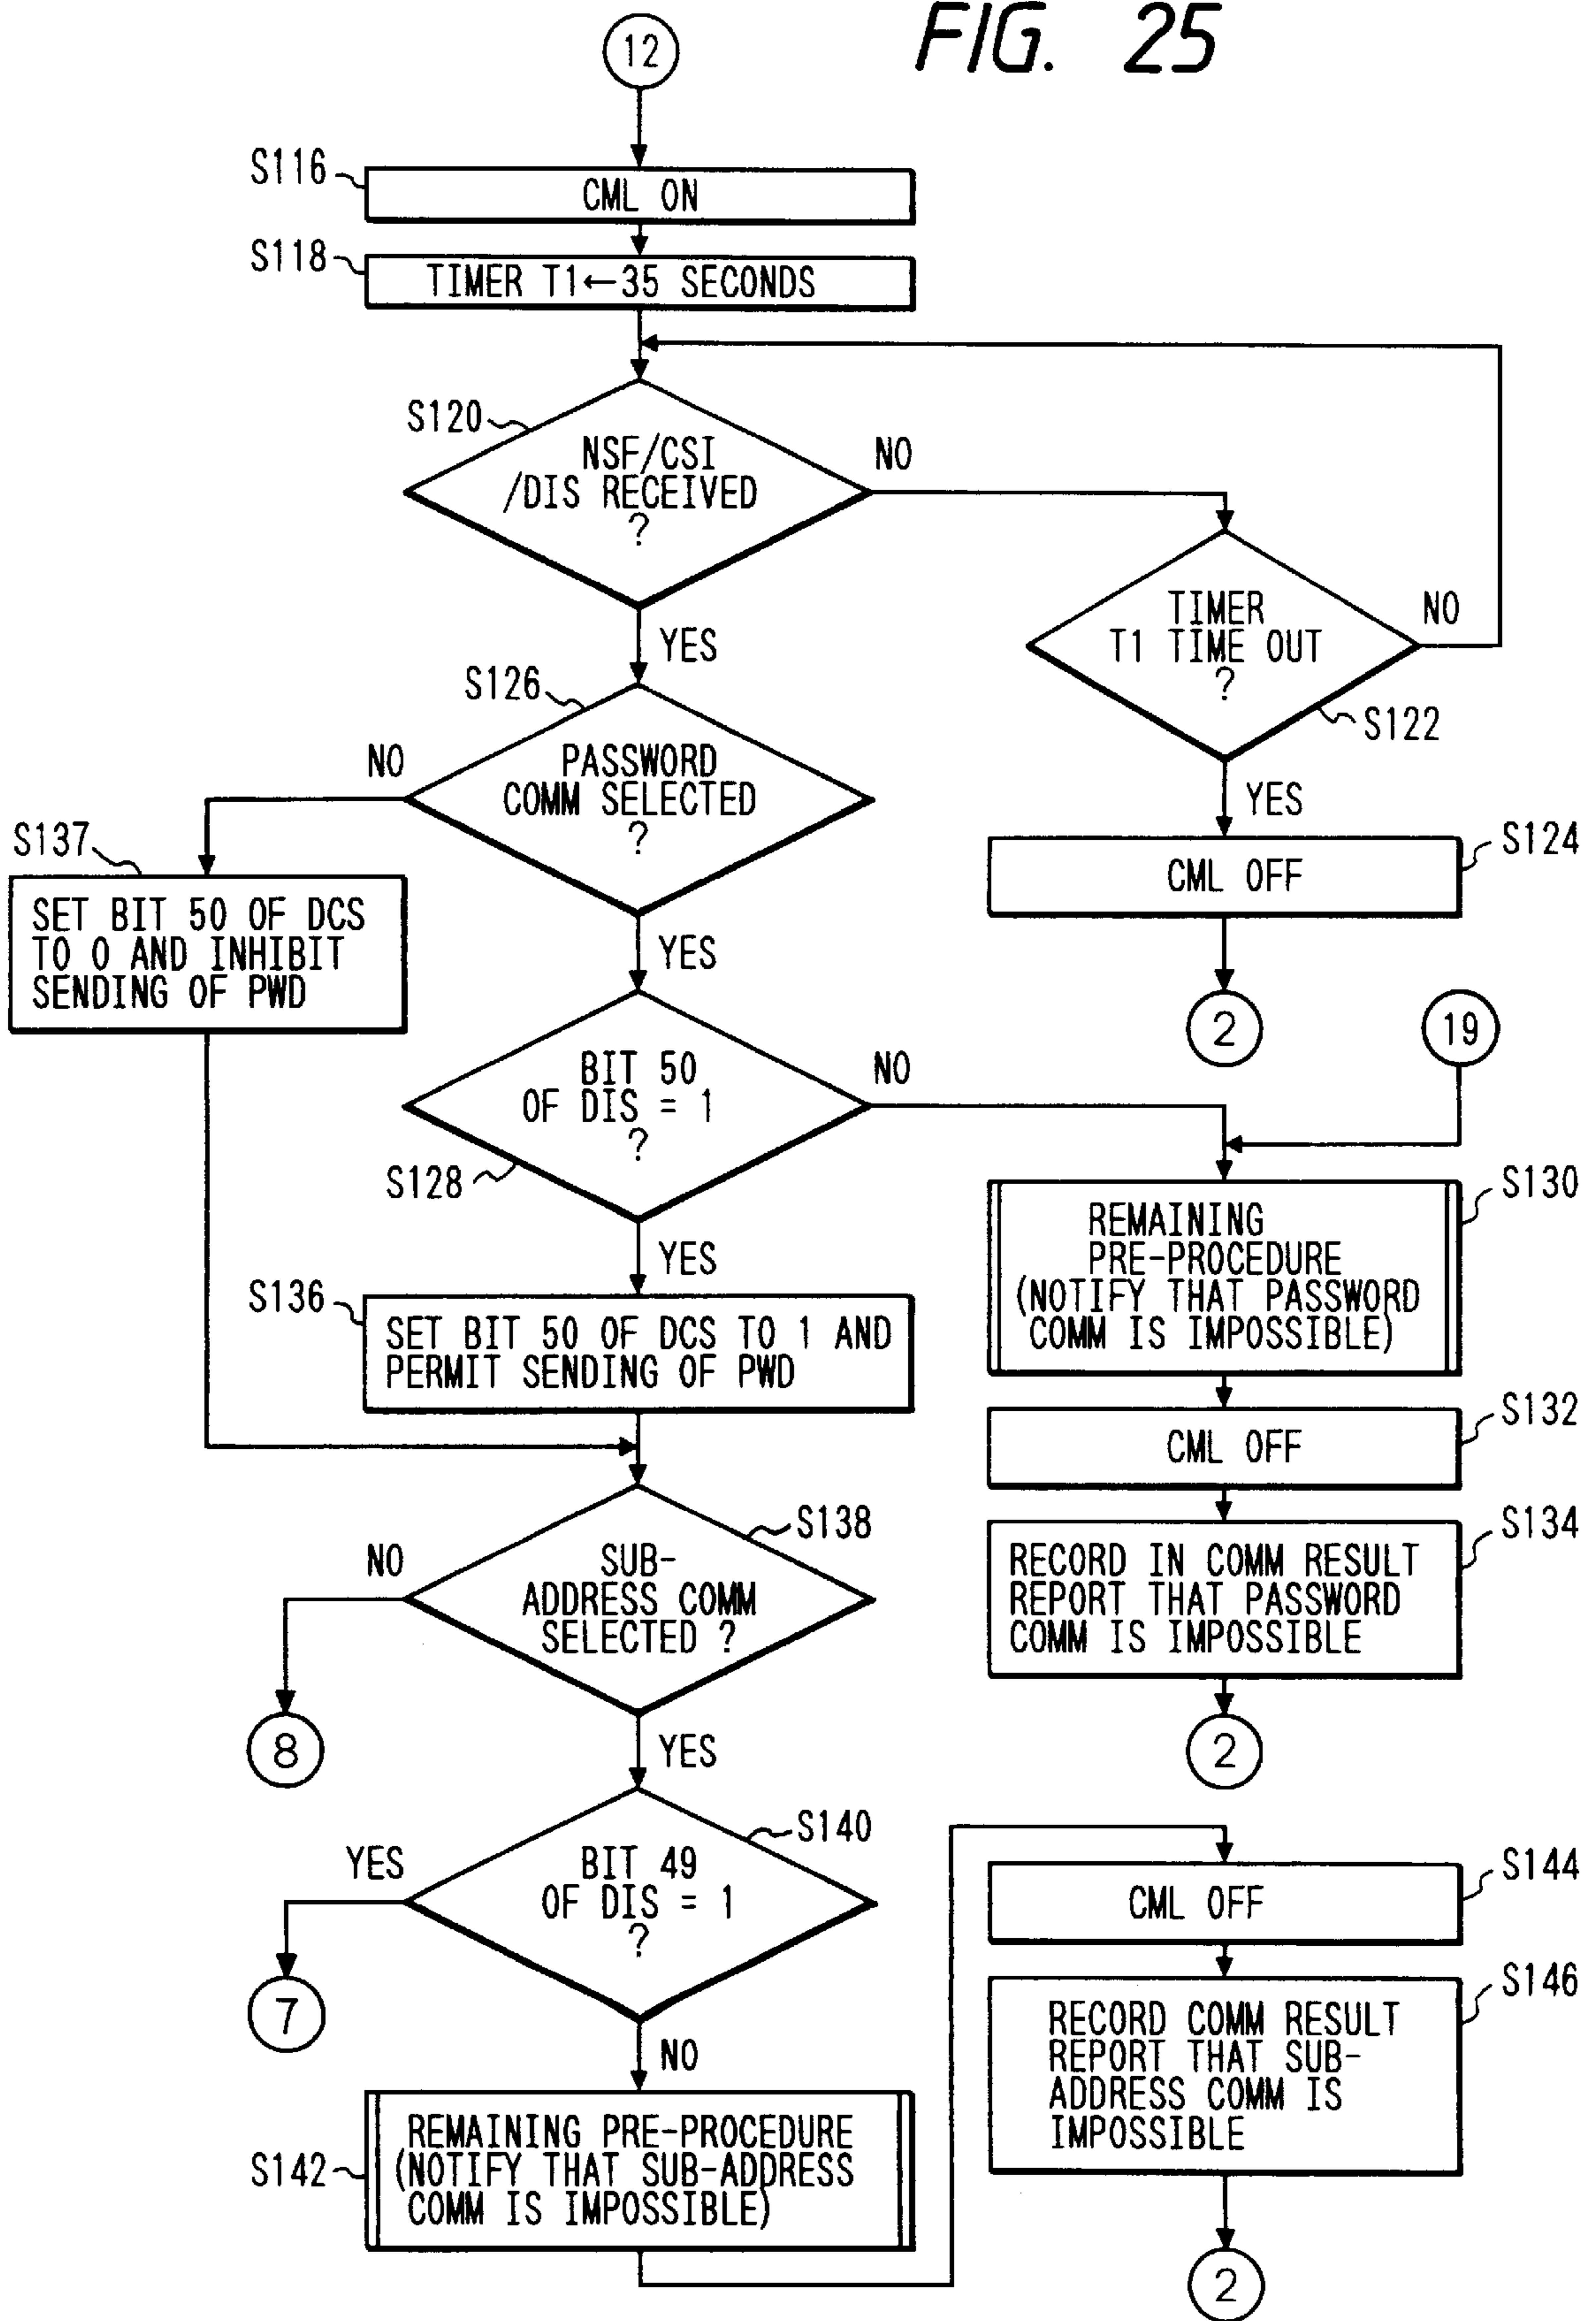 FIG. 25
12
S116
CML ON
S118
TIMER T1←35 SECONDS
S120
NSF/CSI
/DIS RECEIVED
?
NO
YES
TIMER
T1 TIME OUT
?
NO
S122
YES
S124
CML OFF
2
S126
PASSWORD
COMM SELECTED
?
NO
YES
S137
SET BIT 50 OF DCS
TO 0 AND INHIBIT
SENDING OF PWD
BIT 50
OF DIS = 1
?
NO
S128
YES
19
S130
REMAINING
PRE-PROCEDURE
(NOTIFY THAT PASSWORD
COMM IS IMPOSSIBLE)
S136
SET BIT 50 OF DCS TO 1 AND
PERMIT SENDING OF PWD
S132
CML OFF
S134
RECORD IN COMM RESULT
REPORT THAT PASSWORD
COMM IS IMPOSSIBLE
2
S138
SUB-
ADDRESS COMM
SELECTED ?
NO
8
YES
S140
BIT 49
OF DIS = 1
?
YES
7
NO
S142
REMAINING PRE-PROCEDURE
(NOTIFY THAT SUB-ADDRESS
COMM IS IMPOSSIBLE)
S144
CML OFF
S146
RECORD COMM RESULT
REPORT THAT SUB-
ADDRESS COMM IS
IMPOSSIBLE
2